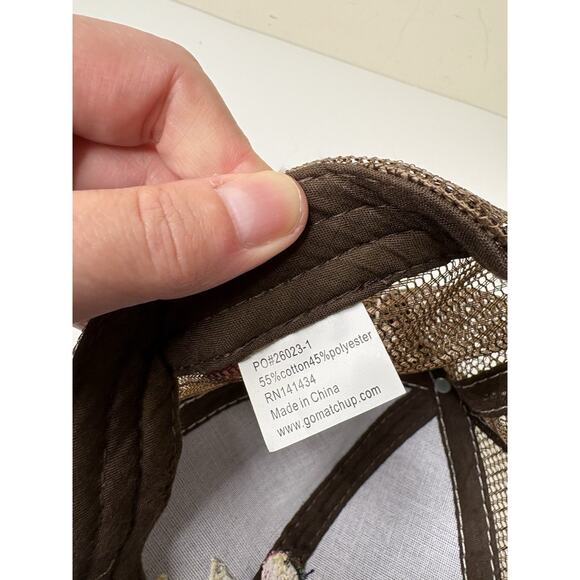 PO#26023-1
55%cotton45%polyester
RN141434
Made in China
www.gomatchup.com